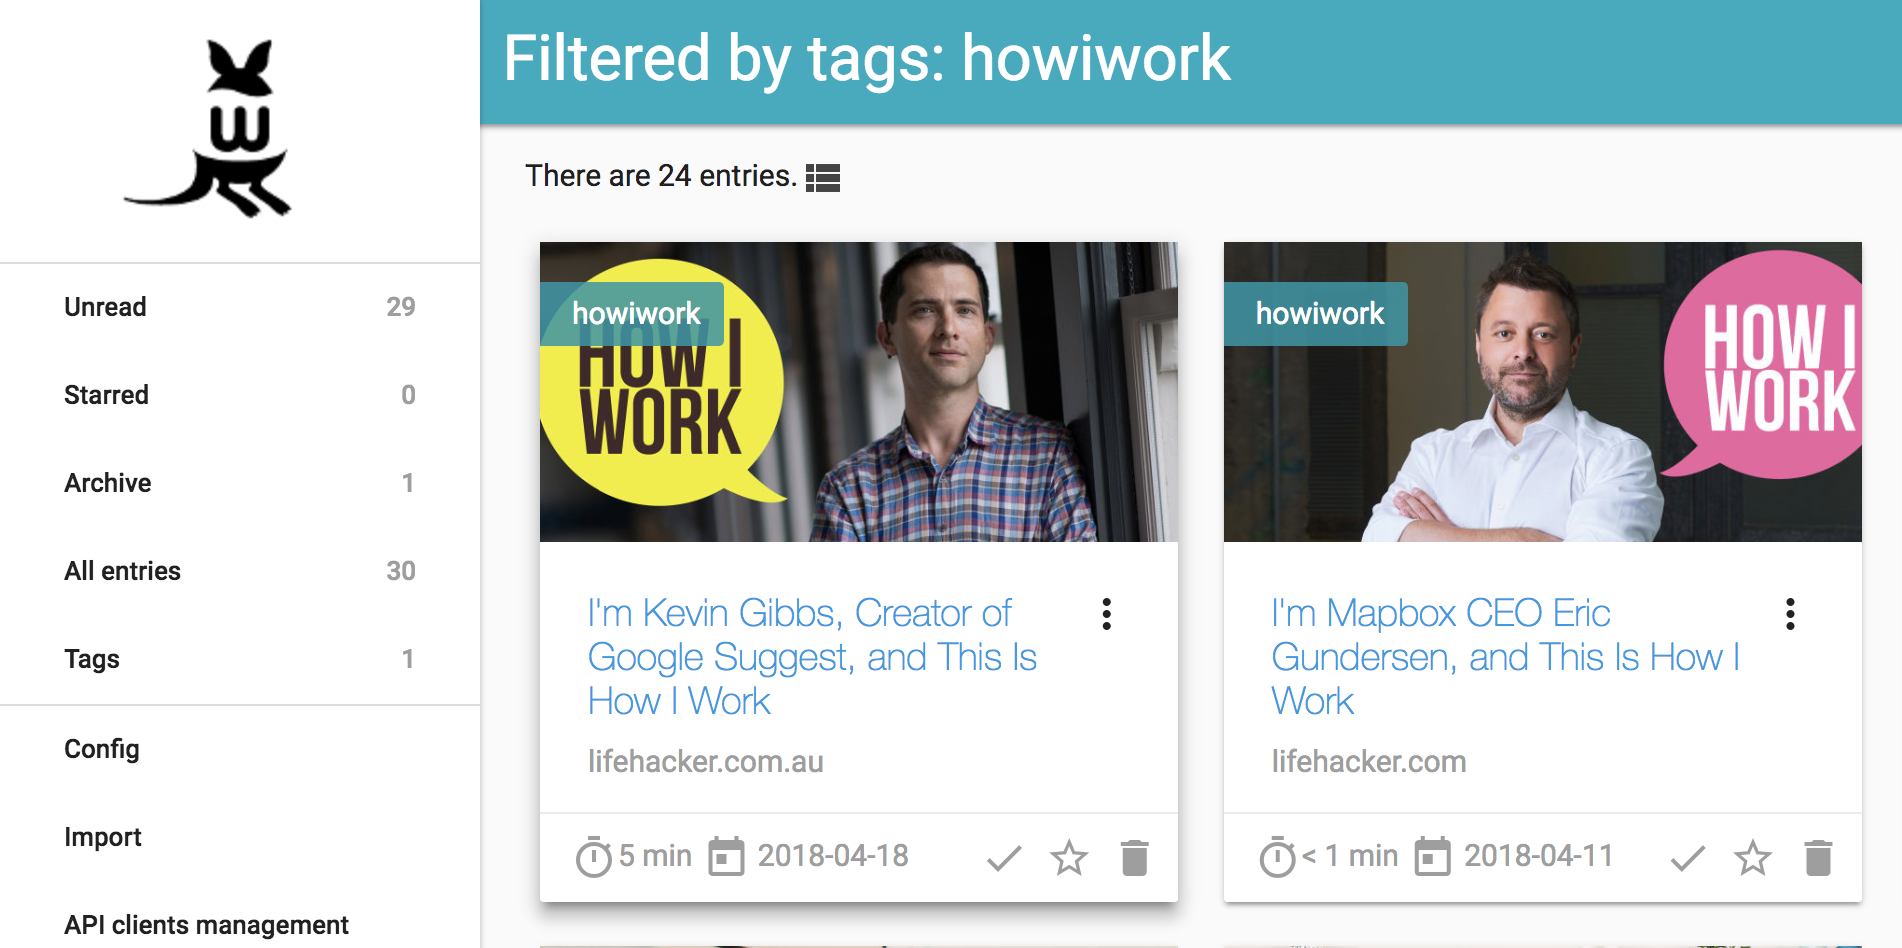 W
Filtered by tags: howiwork
There are 24 entries.
Unread 29
Starred 0
Archive 1
All entries 30
Tags 1
Config
Import
API clients management
howiwork
HOW I
WORK
I'm Kevin Gibbs, Creator of
Google Suggest, and This Is
How I Work
lifehacker.com.au
5 min 2018-04-18
howiwork
HOW I
WORK
I'm Mapbox CEO Eric
Gundersen, and This Is How I
Work
lifehacker.com
< 1 min 2018-04-11